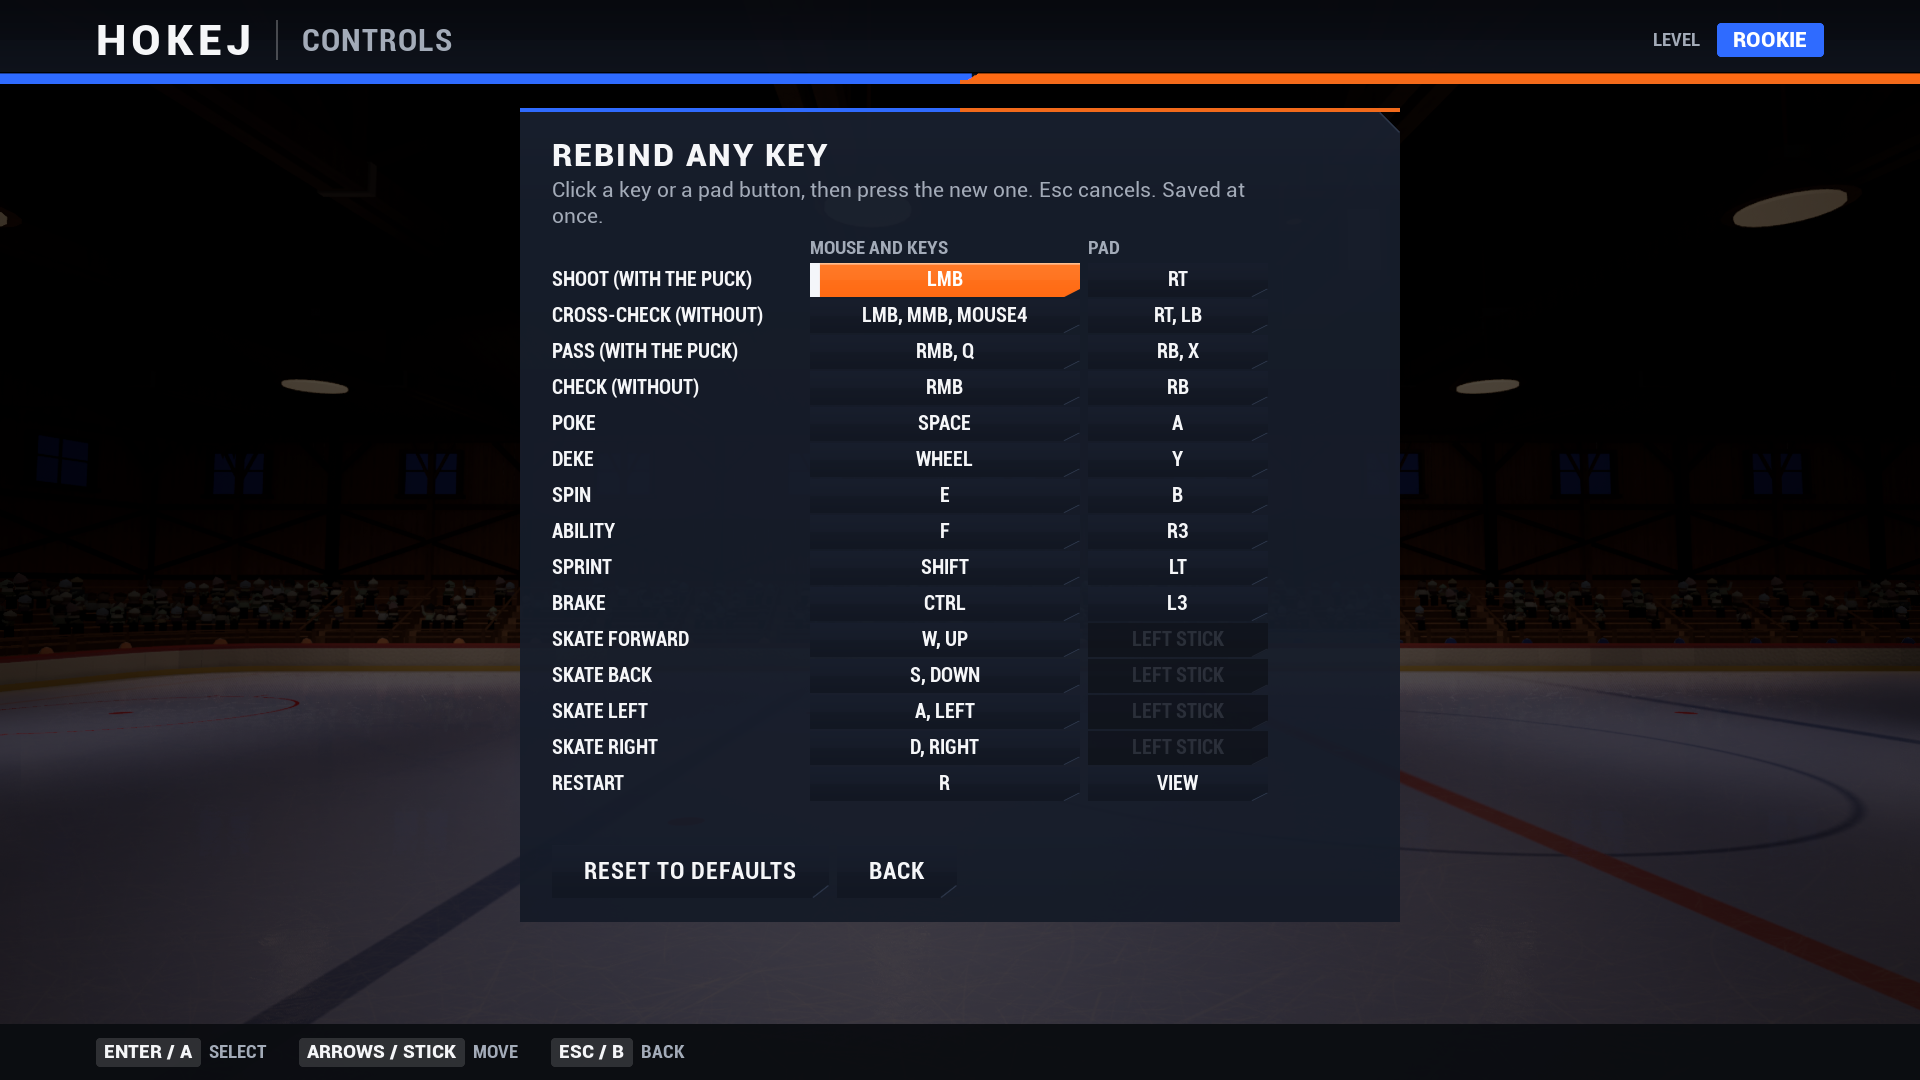 HOKEJ
CONTROLS
LEVEL
ROOKIE
REBIND ANY KEY
Click a key or a pad button, then press the new one. Esc cancels. Saved at
once.
MOUSE AND KEYS PAD
SHOOT (WITH THE PUCK) LMB RT
CROSS-CHECK (WITHOUT) LMB, MMB, MOUSE4 RT, LB
PASS (WITH THE PUCK) RMB, Q RB, X
CHECK (WITHOUT) RMB RB
POKE SPACE A
DEKE WHEEL Y
SPIN E B
ABILITY F R3
SPRINT SHIFT LT
BRAKE CTRL L3
SKATE FORWARD W, UP LEFT STICK
SKATE BACK S, DOWN LEFT STICK
SKATE LEFT A, LEFT LEFT STICK
SKATE RIGHT D, RIGHT LEFT STICK
RESTART R VIEW
RESET TO DEFAULTS BACK
ENTER / A SELECT ARROWS / STICK MOVE ESC / B BACK